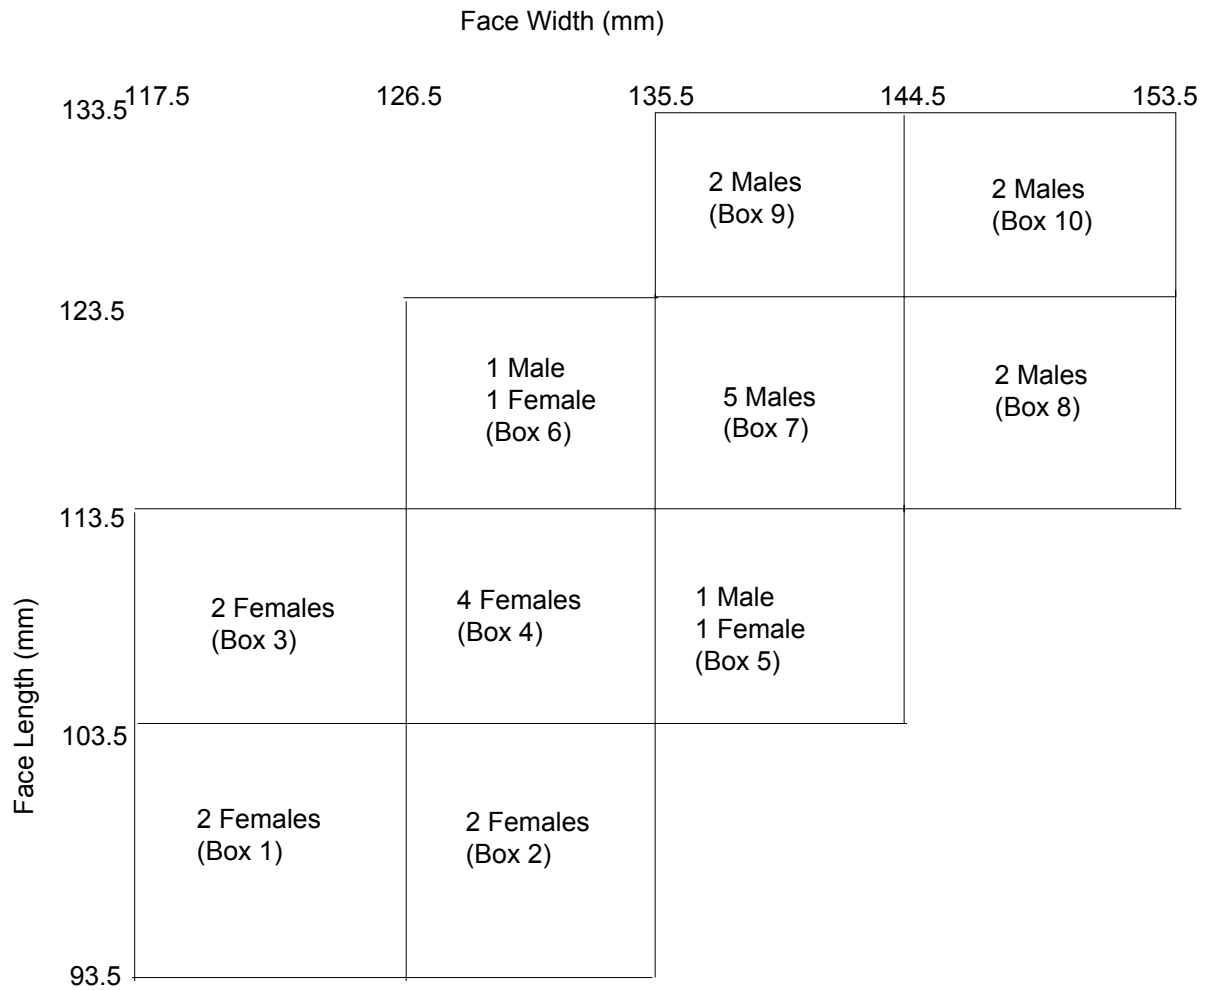 Face Width (mm)
117.5 126.5 135.5 144.5 153.5
133.5
2 Males
(Box 9)
2 Males
(Box 10)
123.5
1 Male
1 Female
(Box 6)
5 Males
(Box 7)
2 Males
(Box 8)
113.5
2 Females
(Box 3)
4 Females
(Box 4)
1 Male
1 Female
(Box 5)
Face Length (mm)
103.5
2 Females
(Box 1)
2 Females
(Box 2)
93.5